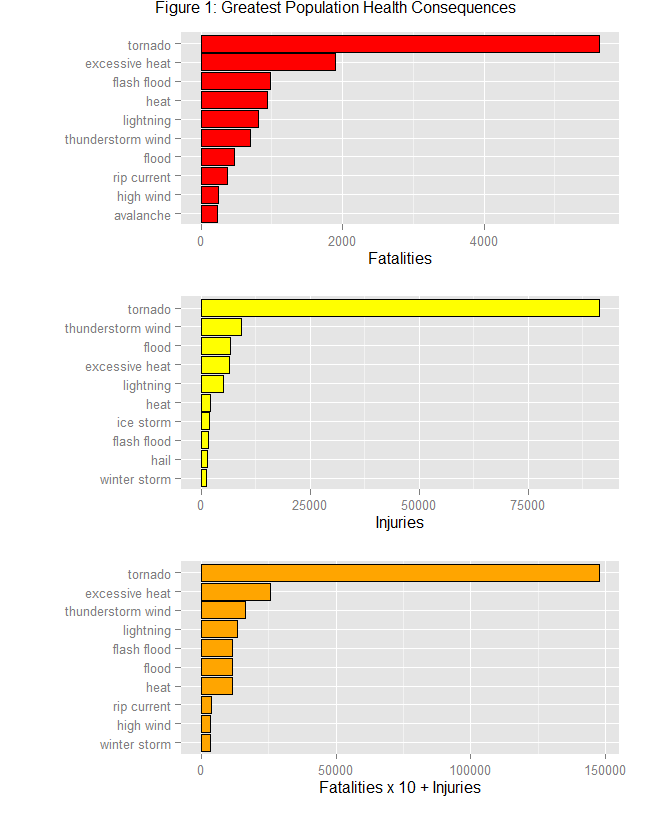 Figure 1: Greatest Population Health Consequences
tornado
excessive heat
flash flood
heat
lightning
thunderstorm wind
flood
rip current
high wind
avalanche
0 2000 4000
Fatalities
tornado
thunderstorm wind
flood
excessive heat
lightning
heat
ice storm
flash flood
hail
winter storm
0 25000 50000 75000
Injuries
tornado
excessive heat
thunderstorm wind
lightning
flash flood
flood
heat
rip current
high wind
winter storm
0 50000 100000 150000
Fatalities x 10 + Injuries